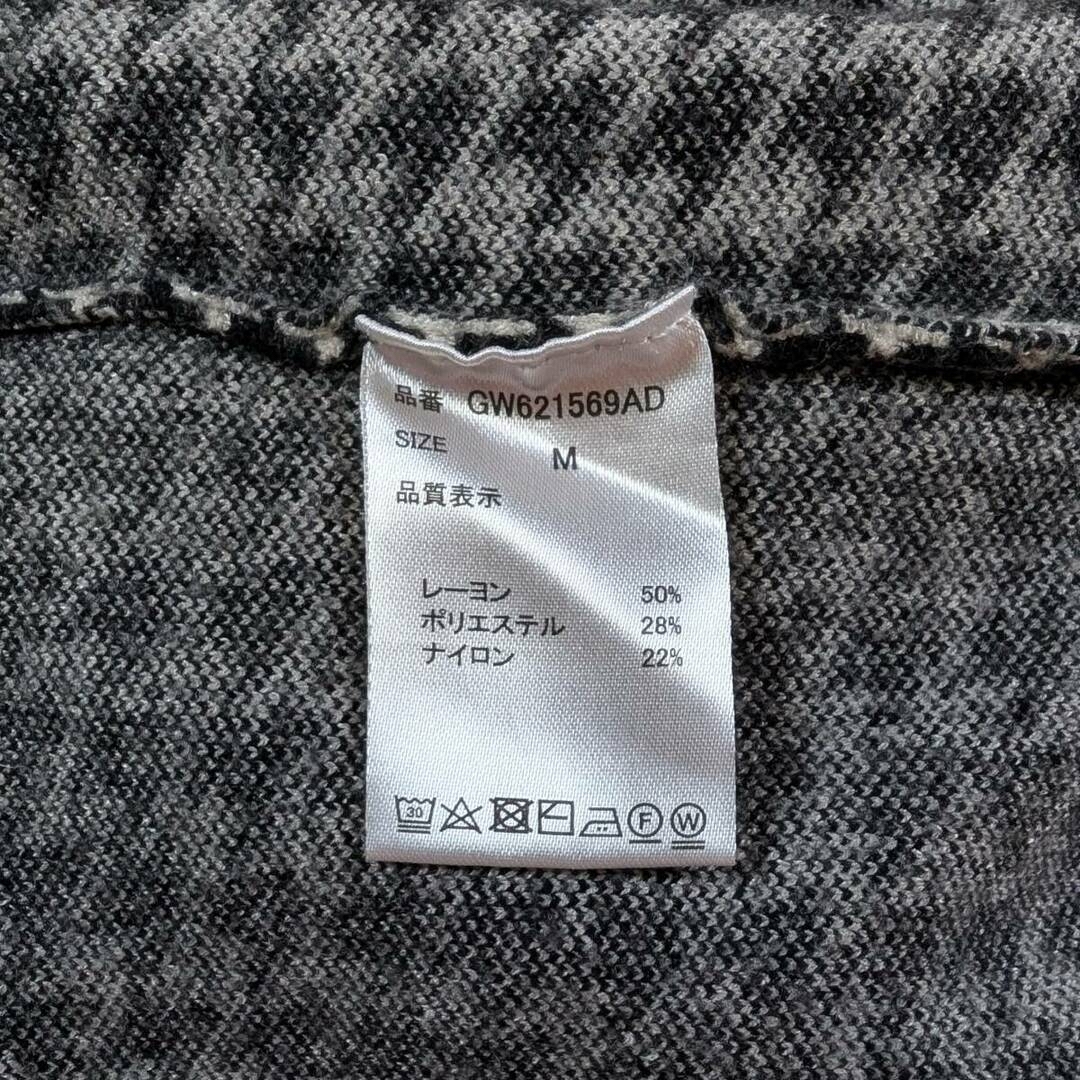 品番 GW621569AD
SIZE M
品質表示
レーヨン 50%
ポリエステル 28%
ナイロン 22%
30 F W